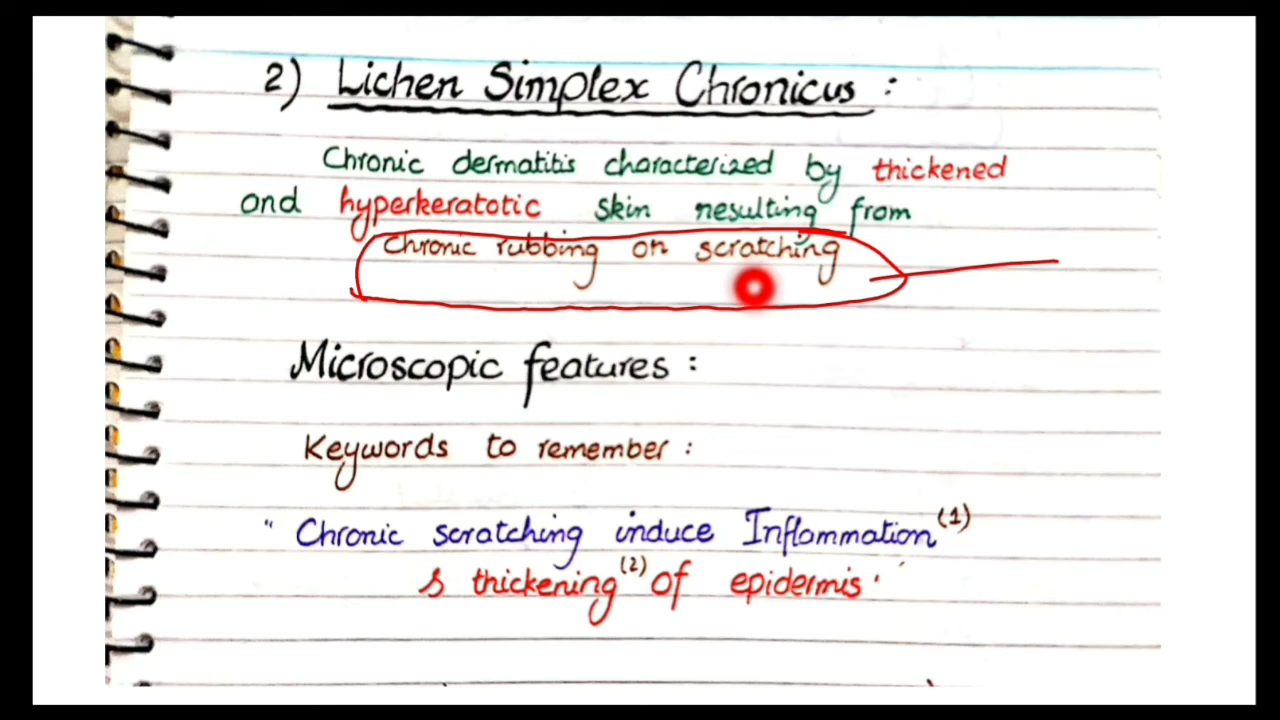 2) Lichen Simplex Chronicus :
Chronic dermatitis characterized by thickened
and hyperkeratotic skin resulting from
Chronic rubbing or scratching
Microscopic features :
Keywords to remember :
" Chronic scratching induce Inflammation (1)
& thickening (2) of epidermis "